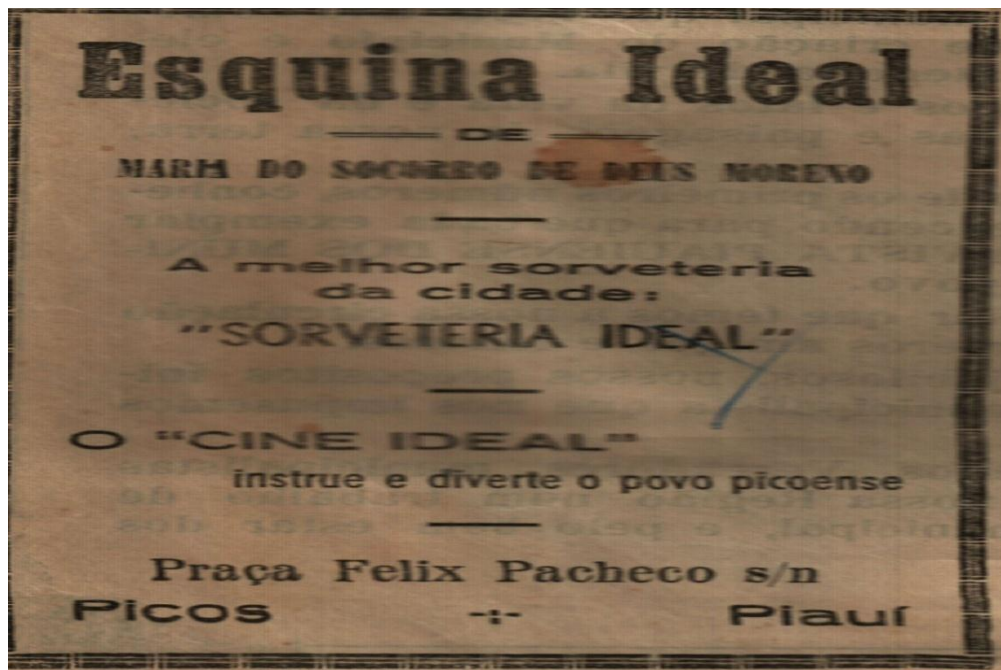 Esquina Ideal
DE
MARIA DO SOCORRO DE DEUS MORENO
A melhor sorveteria
da cidade:
"SORVETERIA IDEAL"
O "CINE IDEAL"
instrue e diverte o povo picoense
Praça Felix Pacheco s/n
Picos -:- Piauí